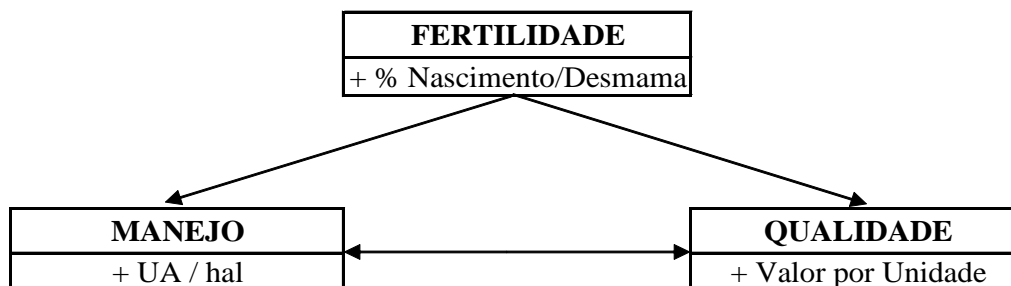 FERTILIDADE
+ % Nascimento/Desmama
MANEJO
+ UA / hal
QUALIDADE
+ Valor por Unidade